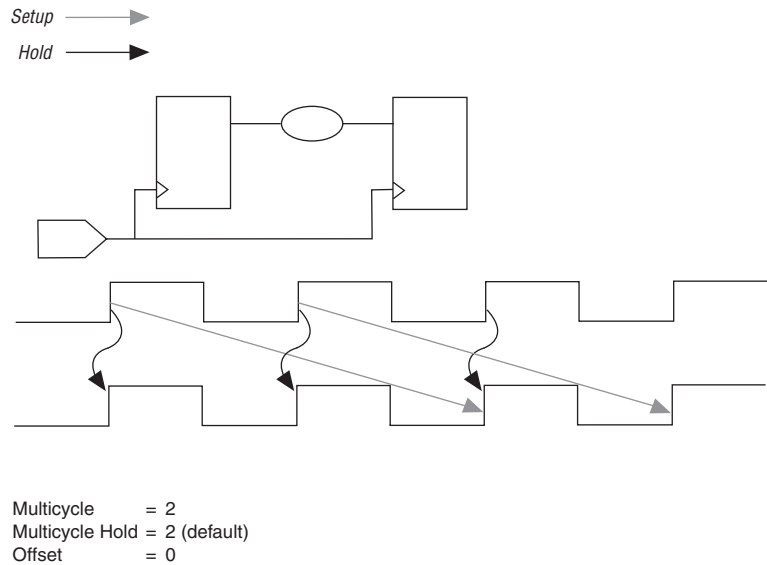 Setup
Hold
Multicycle = 2
Multicycle Hold = 2 (default)
Offset = 0